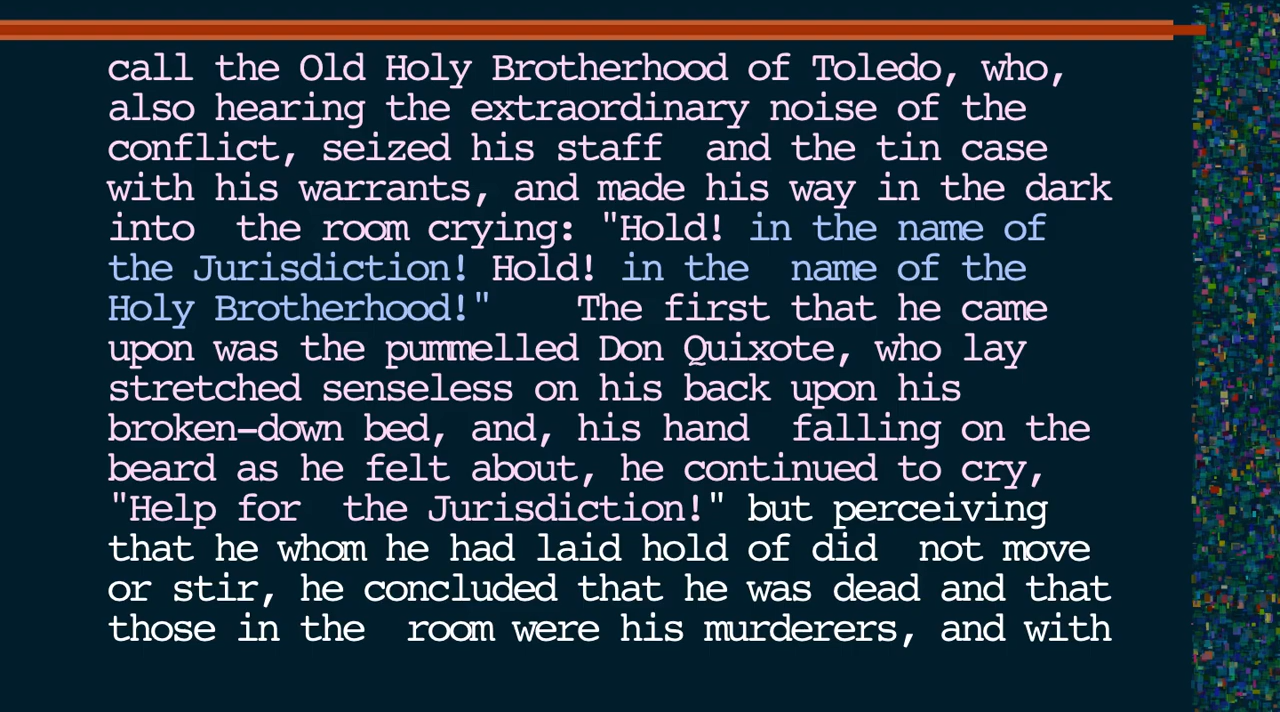 call the Old Holy Brotherhood of Toledo, who,
also hearing the extraordinary noise of the
conflict, seized his staff  and the tin case
with his warrants, and made his way in the dark
into  the room crying: "Hold! in the name of
the Jurisdiction! Hold! in the  name of the
Holy Brotherhood!"    The first that he came
upon was the pummelled Don Quixote, who lay
stretched senseless on his back upon his
broken-down bed, and, his hand  falling on the
beard as he felt about, he continued to cry,
"Help for  the Jurisdiction!" but perceiving
that he whom he had laid hold of did  not move
or stir, he concluded that he was dead and that
those in the  room were his murderers, and with